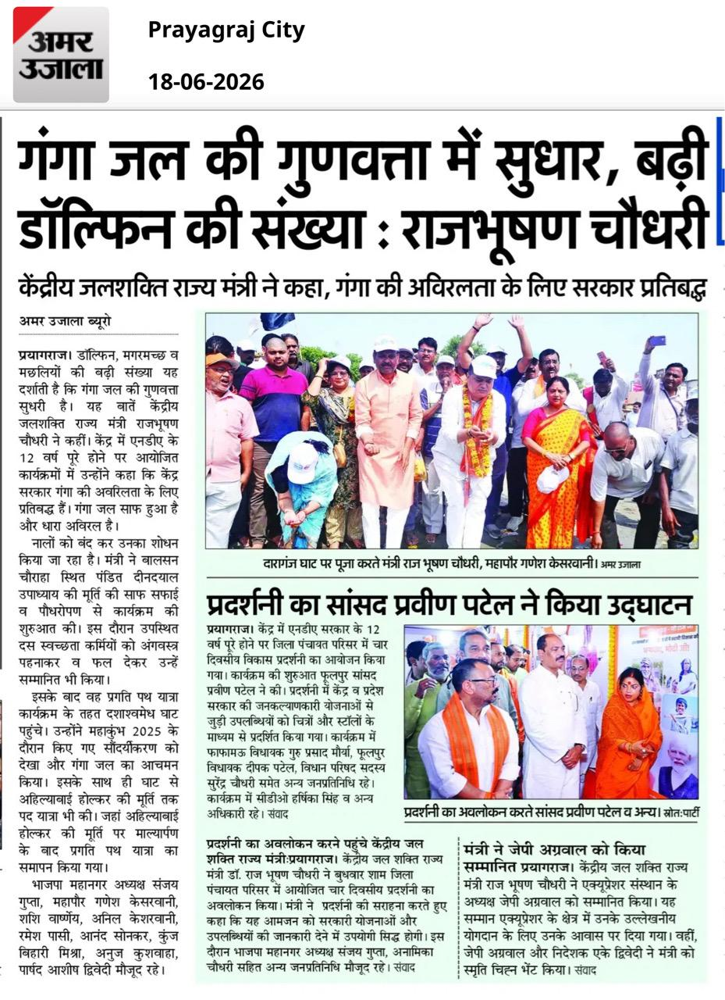 अमर
उजाला
Prayagraj City
18-06-2026
गंगा जल की गुणवत्ता में सुधार, बढ़ी
डॉल्फिन की संख्या : राजभूषण चौधरी
केंद्रीय जलशक्ति राज्य मंत्री ने कहा, गंगा की अविरलता के लिए सरकार प्रतिबद्ध
अमर उजाला ब्यूरो
प्रयागराज। डॉल्फिन, मगरमच्छ व
मछलियों की बढ़ी संख्या यह
दर्शाती है कि गंगा जल की गुणवत्ता
सुधरी है। यह बातें केंद्रीय
जलशक्ति राज्य मंत्री राजभूषण
चौधरी ने कहीं। केंद्र में एनडीए के
12 वर्ष पूरे होने पर आयोजित
कार्यक्रमों में उन्होंने कहा कि केंद्र
सरकार गंगा की अवरिलता के लिए
प्रतिबद्ध हैं। गंगा जल साफ हुआ है
और धारा अविरल है।
नालों को बंद कर उनका शोधन
किया जा रहा है। मंत्री ने बालसन
चौराहा स्थित पंडित दीनदयाल
उपाध्याय की मूर्ति की साफ सफाई
व पौधरोपण से कार्यक्रम की
शुरुआत की। इस दौरान उपस्थित
दस स्वच्छता कर्मियों को अंगवस्त्र
पहनाकर व फल देकर उन्हें
सम्मानित भी किया।
इसके बाद वह प्रगति पथ यात्रा
कार्यक्रम के तहत दशाश्वमेध घाट
पहुंचे। उन्होंने महाकुंभ 2025 के
दौरान किए गए सौंदर्यीकरण को
देखा और गंगा जल का आचमन
किया। इसके साथ ही घाट से
अहिल्याबाई होल्कर की मूर्ति तक
पद यात्रा भी की। जहां अहिल्याबाई
होल्कर की मूर्ति पर माल्यार्पण
के बाद प्रगति पथ यात्रा का
समापन किया गया।
भाजपा महानगर अध्यक्ष संजय
गुप्ता, महापौर गणेश केसरवानी,
शशि वार्ष्णेय, अनिल केशरवानी,
रमेश पासी, आनंद सोनकर, कुंज
बिहारी मिश्रा, अनुज कुशवाहा,
पार्षद आशीष द्विवेदी मौजूद रहे।
दारागंज घाट पर पूजा करते मंत्री राज भूषण चौधरी, महापौर गणेश केसरवानी। अमर उजाला
प्रदर्शनी का सांसद प्रवीण पटेल ने किया उद्घाटन
प्रयागराज। केंद्र में एनडीए सरकार के 12
वर्ष पूरे होने पर जिला पंचायत परिसर में चार
दिवसीय विकास प्रदर्शनी का आयोजन किया
गया। कार्यक्रम की शुरुआत फूलपुर सांसद
प्रवीण पटेल ने की। प्रदर्शनी में केंद्र व प्रदेश
सरकार की जनकल्याणकारी योजनाओं से
जुड़ी उपलब्धियों को चित्रों और स्टॉलों के
माध्यम से प्रदर्शित किया गया। कार्यक्रम में
फाफामऊ विधायक गुरु प्रसाद मौर्या, फूलपुर
विधायक दीपक पटेल, विधान परिषद सदस्य
सुरेंद्र चौधरी समेत अन्य जनप्रतिनिधि रहे।
कार्यक्रम में सीडीओ हर्षिका सिंह व अन्य
अधिकारी रहे। संवाद
प्रदर्शनी का अवलोकन करते सांसद प्रवीण पटेल व अन्य। स्रोत:पार्टी
प्रदर्शनी का अवलोकन करने पहुंचे केंद्रीय जल
शक्ति राज्य मंत्री:प्रयागराज। केंद्रीय जल शक्ति राज्य
मंत्री डॉ. राज भूषण चौधरी ने बुधवार शाम जिला
पंचायत परिसर में आयोजित चार दिवसीय प्रदर्शनी का
अवलोकन किया। मंत्री ने प्रदर्शनी की सराहना करते हुए
कहा कि यह आमजन को सरकारी योजनाओं और
उपलब्धियों की जानकारी देने में उपयोगी सिद्ध होगी। इस
दौरान भाजपा महानगर अध्यक्ष संजय गुप्ता, अनामिका
चौधरी सहित अन्य जनप्रतिनिधि मौजूद रहे। संवाद
मंत्री ने जेपी अग्रवाल को किया
सम्मानित प्रयागराज। केंद्रीय जल शक्ति राज्य
मंत्री राज भूषण चौधरी ने एक्यूप्रेशर संस्थान के
अध्यक्ष जेपी अग्रवाल को सम्मानित किया। यह
सम्मान एक्यूप्रेशर के क्षेत्र में उनके उल्लेखनीय
योगदान के लिए उनके आवास पर दिया गया। वहीं,
जेपी अग्रवाल और निदेशक एके द्विवेदी ने मंत्री को
स्मृति चिह्न भेंट किया। संवाद